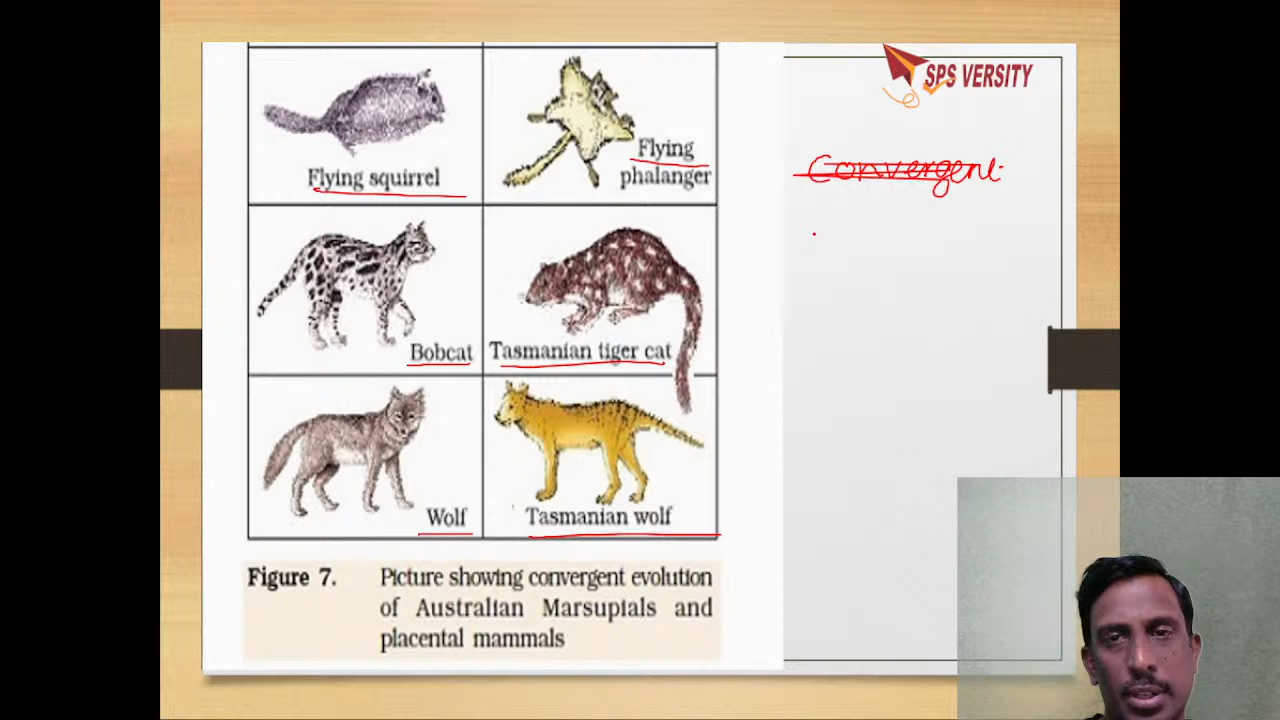 SPS VERSITY
Flying squirrel
Flying
phalanger
Convergent
Bobcat
Tasmanian tiger cat
Wolf
Tasmanian wolf
Figure 7. Picture showing convergent evolution
of Australian Marsupials and
placental mammals